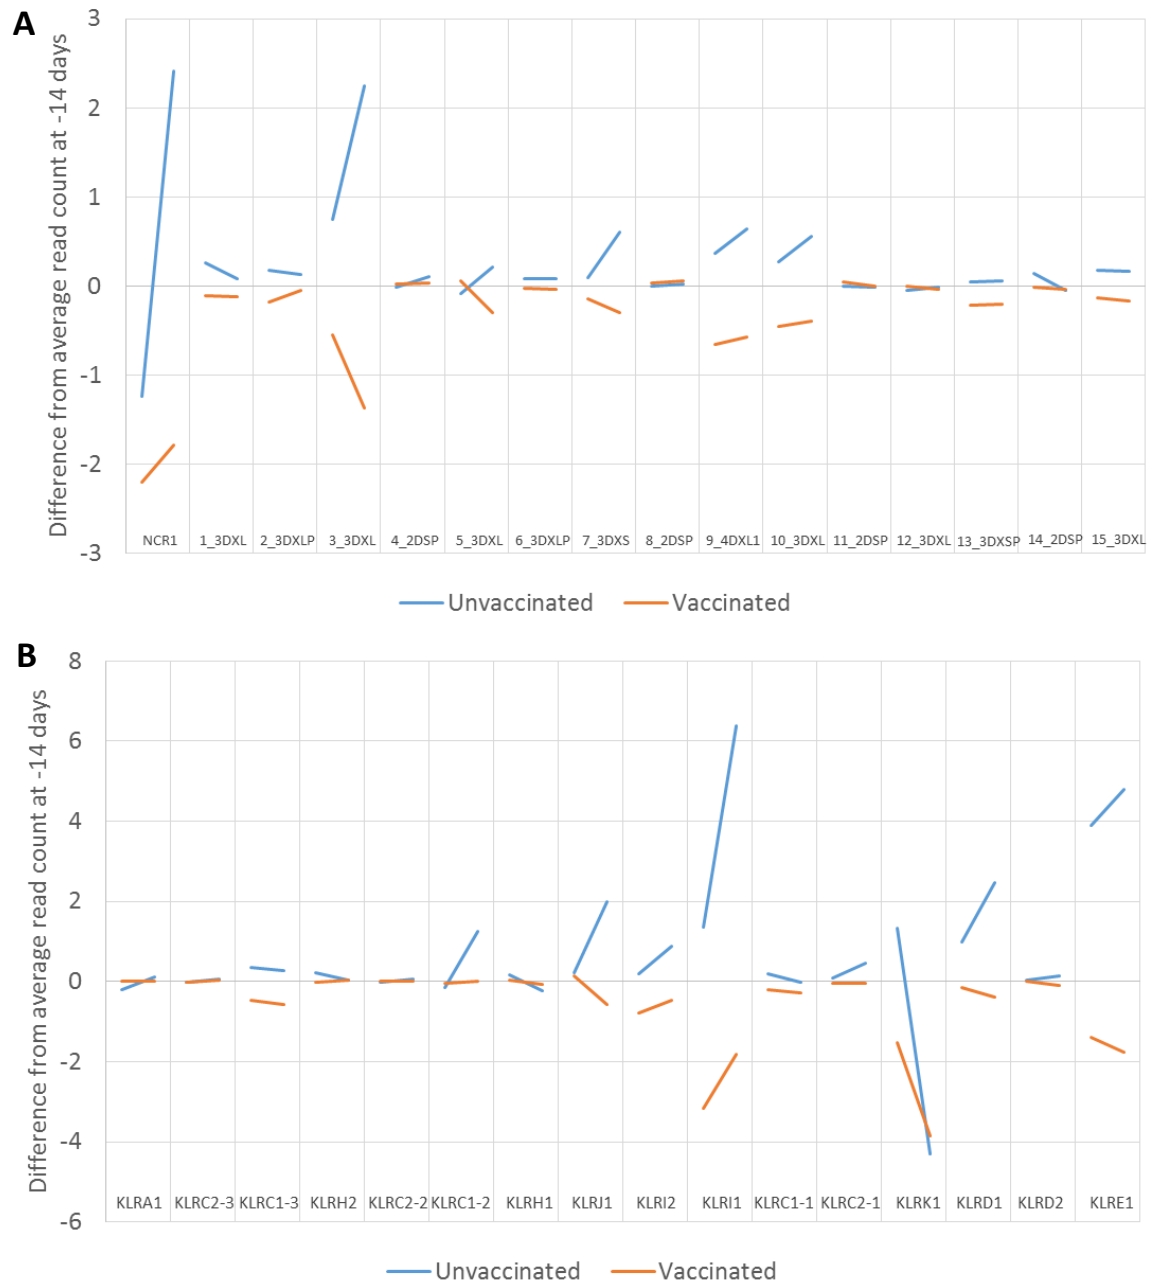 A
Difference from average read count at -14 days
3
2
1
0
-1
-2
-3
NCR1 1_3DXL 2_3DXLP 3_3DXL 4_2DSP 5_3DXL 6_3DXLP 7_3DXS 8_2DSP 9_4DXL1 10_3DXL 11_2DSP 12_3DXL 13_3DXSP 14_2DSP 15_3DXL
Unvaccinated Vaccinated
B
Difference from average read count at -14 days
8
6
4
2
0
-2
-4
-6
KLRA1 KLRC2-3 KLRC1-3 KLRH2 KLRC2-2 KLRC1-2 KLRH1 KLRJ1 KLRI2 KLRI1 KLRC1-1 KLRC2-1 KLRK1 KLRD1 KLRD2 KLRE1
Unvaccinated Vaccinated